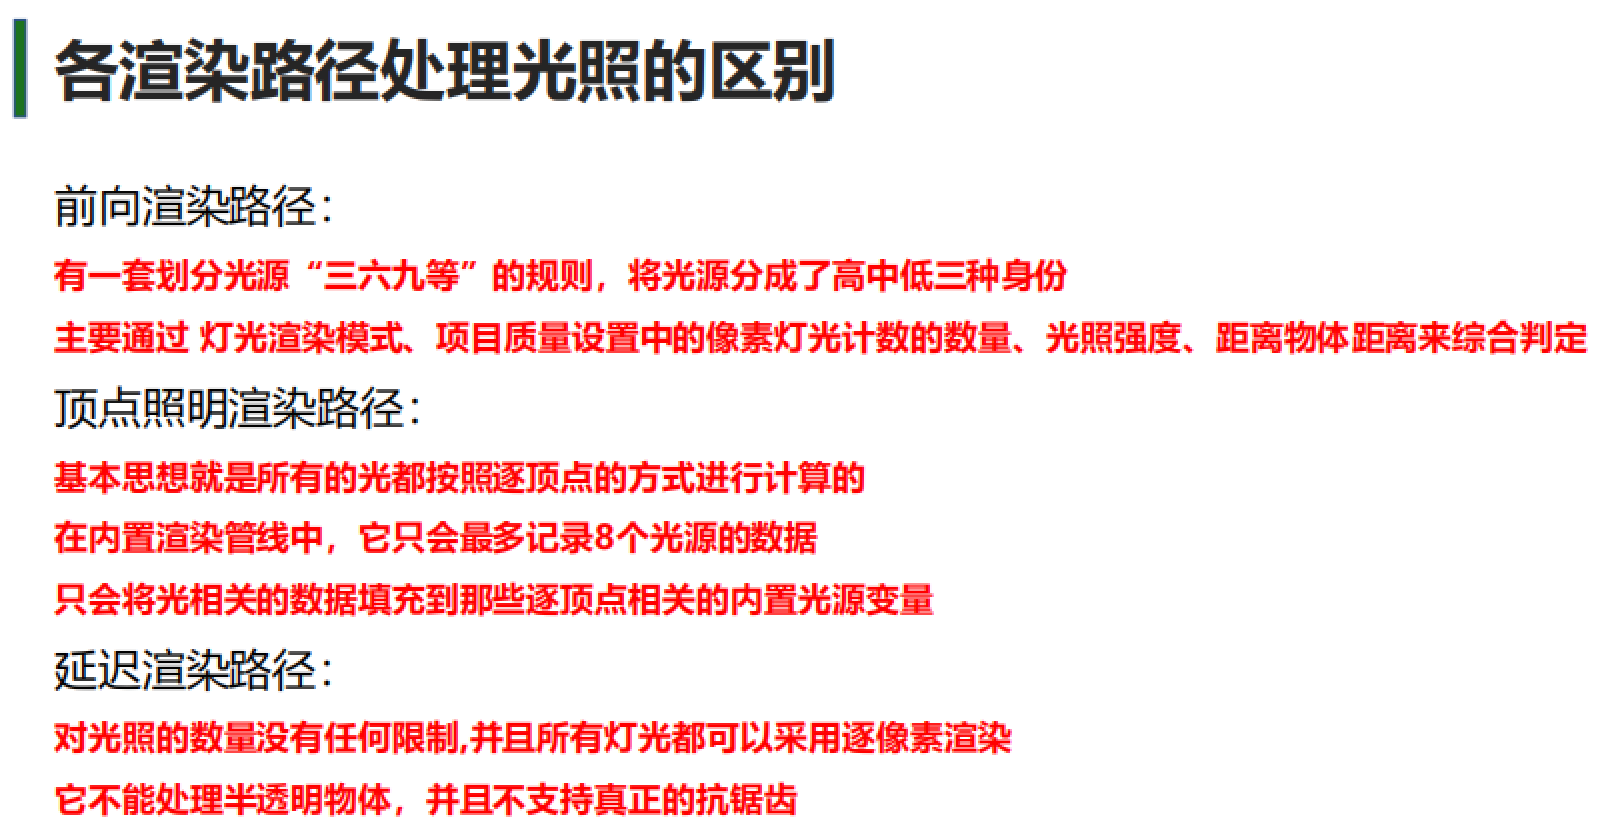 各渲染路径处理光照的区别
前向渲染路径：
有一套划分光源“三六九等”的规则，将光源分成了高中低三种身份
主要通过 灯光渲染模式、项目质量设置中的像素灯光计数的数量、光照强度、距离物体距离来综合判定
顶点照明渲染路径：
基本思想就是所有的光都按照逐顶点的方式进行计算的
在内置渲染管线中，它只会最多记录8个光源的数据
只会将光相关的数据填充到那些逐顶点相关的内置光源变量
延迟渲染路径：
对光照的数量没有任何限制,并且所有灯光都可以采用逐像素渲染
它不能处理半透明物体，并且不支持真正的抗锯齿